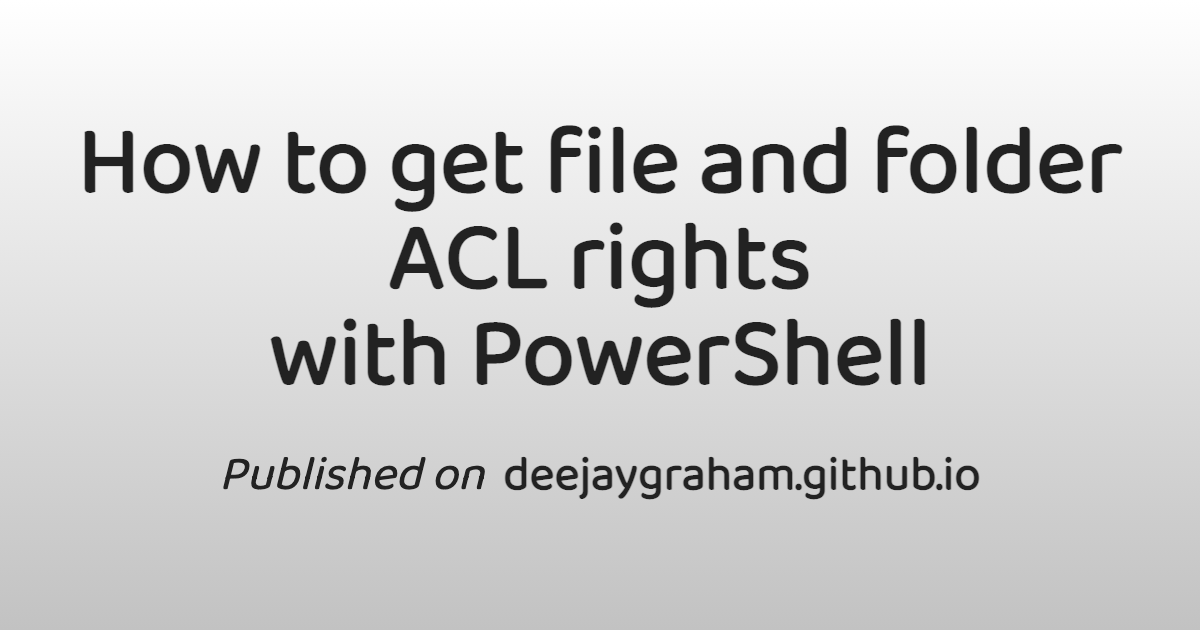 How to get file and folder
ACL rights
with PowerShell
Published on deejaygraham.github.io